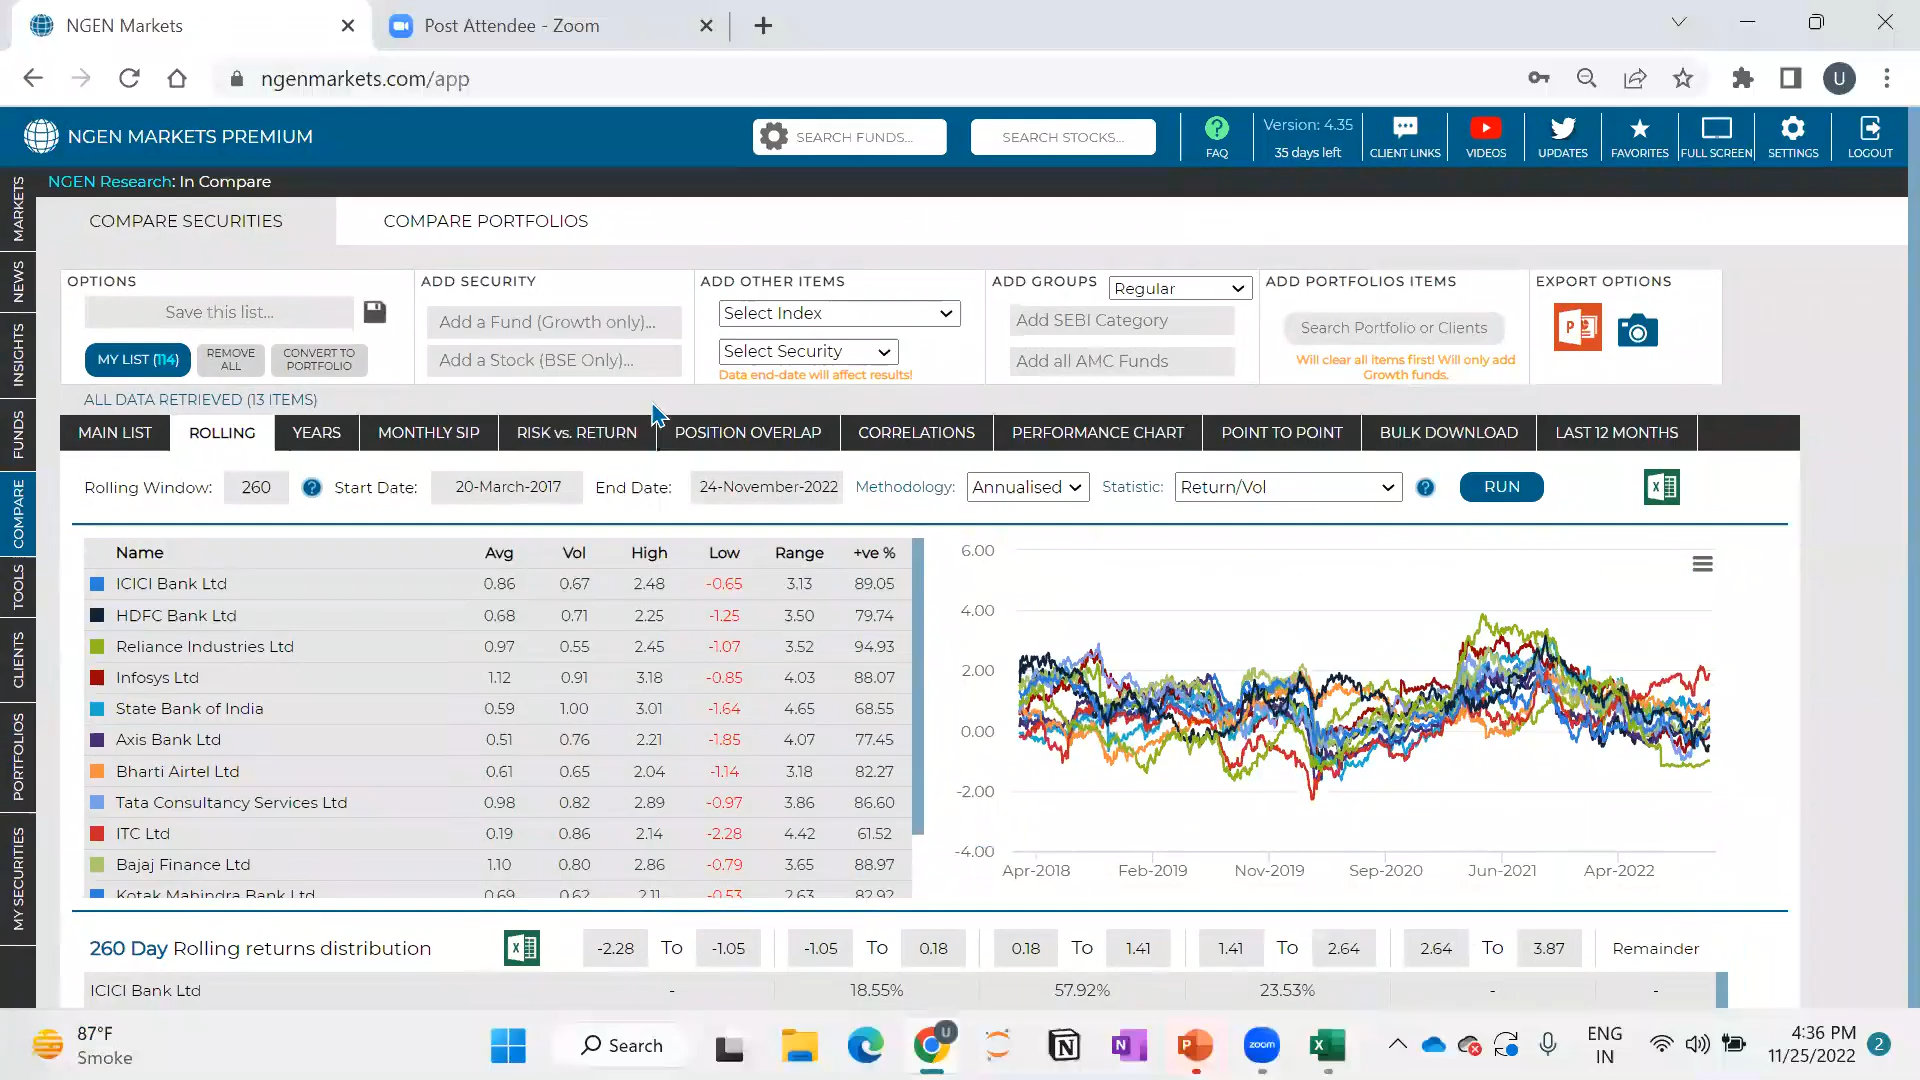 NGEN Markets
Post Attendee - Zoom
ngenmarkets.com/app
U
NGEN MARKETS PREMIUM
SEARCH FUNDS...
SEARCH STOCKS...
FAQ
Version: 4.35
35 days left
CLIENT LINKS
VIDEOS
UPDATES
FAVORITES
FULL SCREEN
SETTINGS
LOGOUT
NGEN Research: In Compare
MARKETS
NEWS
INSIGHTS
FUNDS
COMPARE
TOOLS
CLIENTS
PORTFOLIOS
MY SECURITIES
COMPARE SECURITIES
COMPARE PORTFOLIOS
OPTIONS
Save this list...
MY LIST (114)
REMOVE ALL
CONVERT TO PORTFOLIO
ADD SECURITY
Add a Fund (Growth only)...
Add a Stock (BSE Only)...
ADD OTHER ITEMS
Select Index
Select Security
Data end-date will affect results!
ADD GROUPS
Regular
Add SEBI Category
Add all AMC Funds
ADD PORTFOLIOS ITEMS
Search Portfolio or Clients
Will clear all items first! Will only add
Growth funds.
EXPORT OPTIONS
ALL DATA RETRIEVED (13 ITEMS)
MAIN LIST ROLLING YEARS MONTHLY SIP RISK vs. RETURN POSITION OVERLAP CORRELATIONS PERFORMANCE CHART POINT TO POINT BULK DOWNLOAD LAST 12 MONTHS
Rolling Window: 260 Start Date: 20-March-2017 End Date: 24-November-2022 Methodology: Annualised Statistic: Return/Vol RUN
Name Avg Vol High Low Range +ve %
ICICI Bank Ltd 0.86 0.67 2.48 -0.65 3.13 89.05
HDFC Bank Ltd 0.68 0.71 2.25 -1.25 3.50 79.74
Reliance Industries Ltd 0.97 0.55 2.45 -1.07 3.52 94.93
Infosys Ltd 1.12 0.91 3.18 -0.85 4.03 88.07
State Bank of India 0.59 1.00 3.01 -1.64 4.65 68.55
Axis Bank Ltd 0.51 0.76 2.21 -1.85 4.07 77.45
Bharti Airtel Ltd 0.61 0.65 2.04 -1.14 3.18 82.27
Tata Consultancy Services Ltd 0.98 0.82 2.89 -0.97 3.86 86.60
ITC Ltd 0.19 0.86 2.14 -2.28 4.42 61.52
Bajaj Finance Ltd 1.10 0.80 2.86 -0.79 3.65 88.97
Kotak Mahindra Bank Ltd 0.69 0.62 2.11 -0.53 2.63 82.92
6.00
4.00
2.00
0.00
-2.00
-4.00
Apr-2018 Feb-2019 Nov-2019 Sep-2020 Jun-2021 Apr-2022
260 Day Rolling returns distribution -2.28 To -1.05 -1.05 To 0.18 0.18 To 1.41 1.41 To 2.64 2.64 To 3.87 Remainder
ICICI Bank Ltd - 18.55% 57.92% 23.53% - -
87°F
Smoke
Search
zoom
ENG
IN
4:36 PM
11/25/2022
2